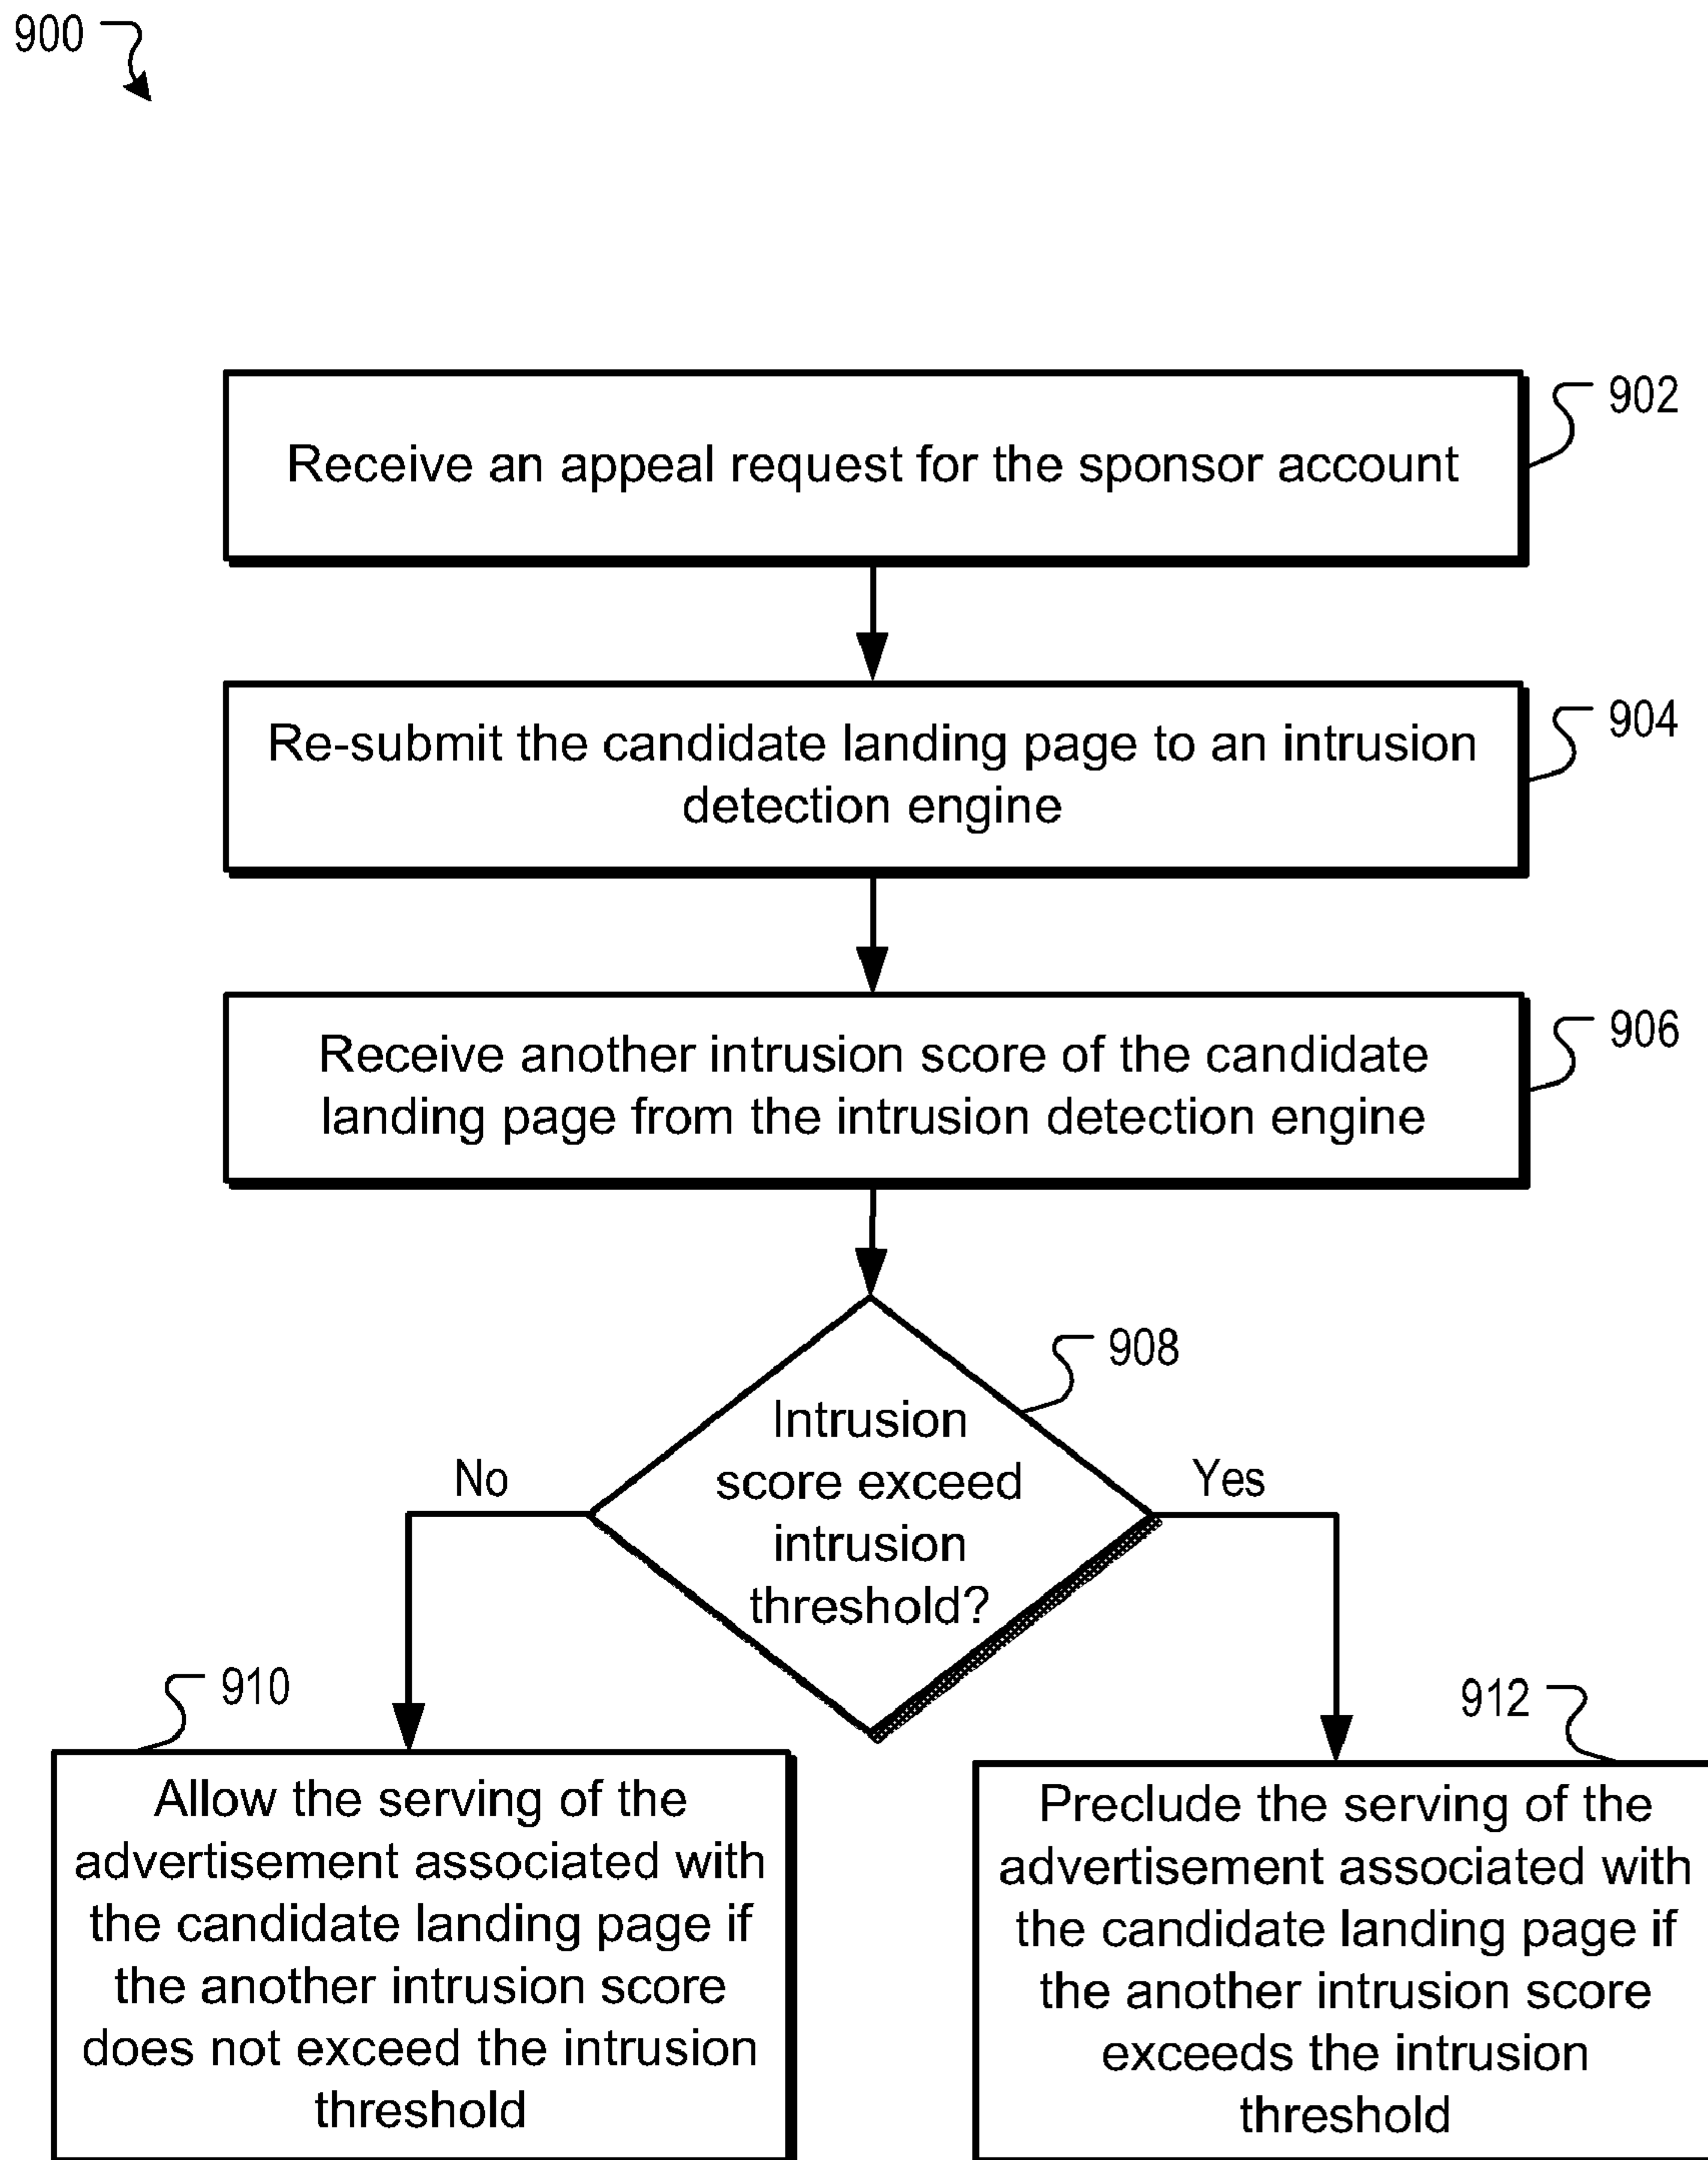 900
902
Receive an appeal request for the sponsor account
904
Re-submit the candidate landing page to an intrusion
detection engine
906
Receive another intrusion score of the candidate
landing page from the intrusion detection engine
908
Intrusion
score exceed
intrusion
threshold?
No
Yes
910
Allow the serving of the
advertisement associated with
the candidate landing page if
the another intrusion score
does not exceed the intrusion
threshold
912
Preclude the serving of the
advertisement associated with
the candidate landing page if
the another intrusion score
exceeds the intrusion
threshold